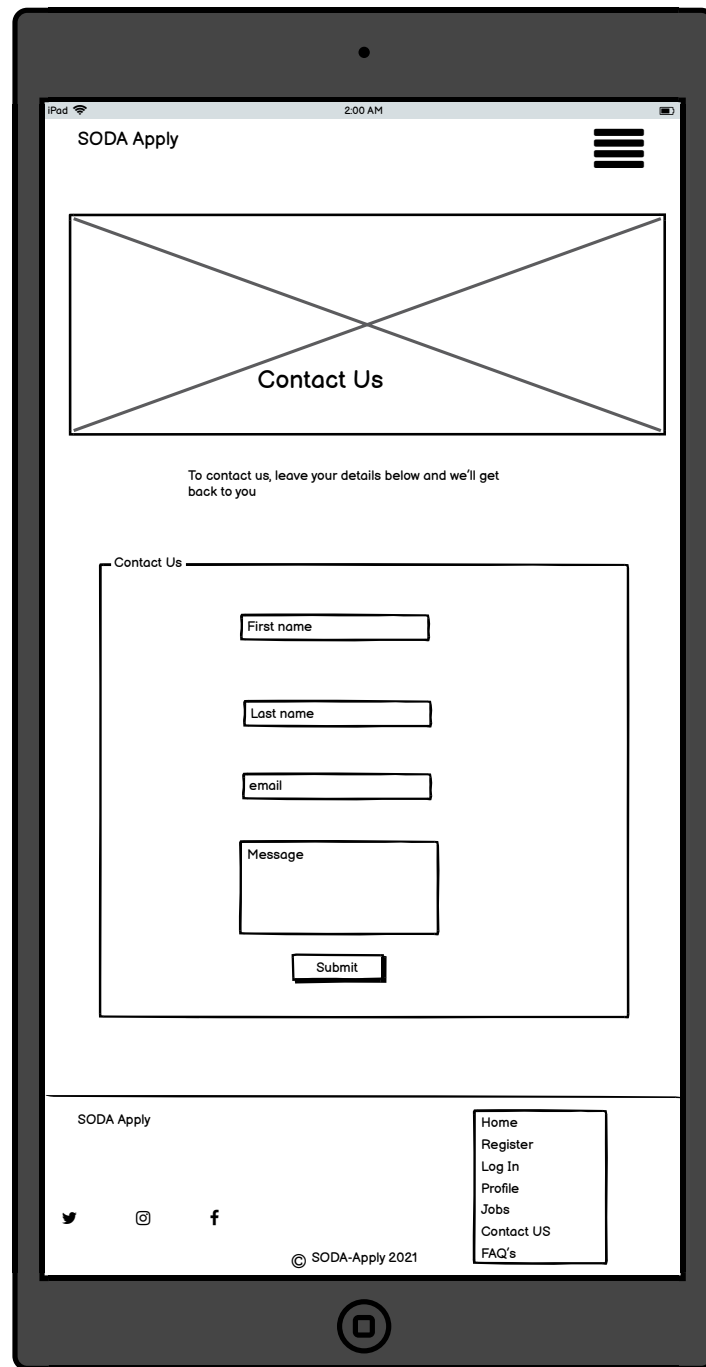 iPad 2:00 AM
SODA Apply
Contact Us
To contact us, leave your details below and we'll get
back to you
Contact Us
First name
Last name
email
Message
Submit
SODA Apply
Home
Register
Log In
Profile
Jobs
Contact US
FAQ's
© SODA-Apply 2021